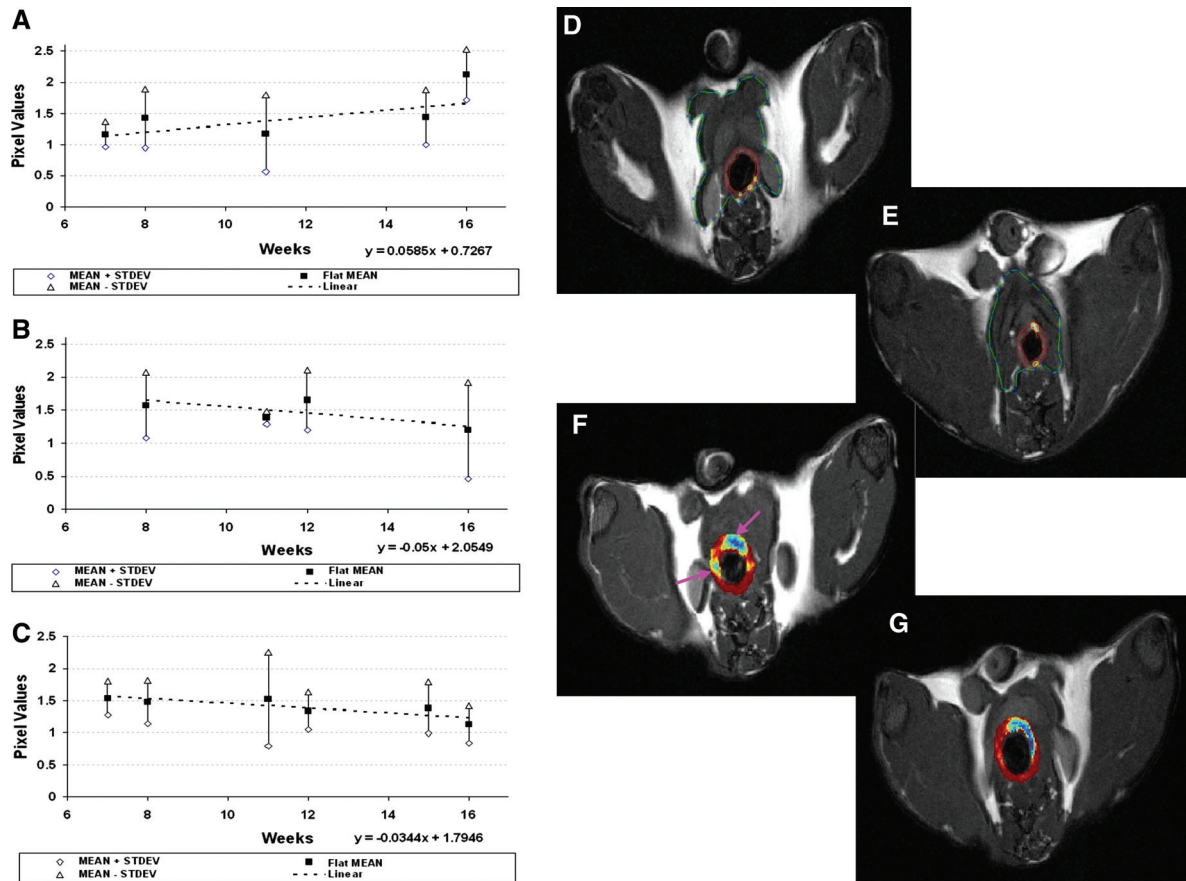 A
2.5
2
1.5
1
0.5
0
Pixel Values
6 8 10 12 14 16
Weeks
y = 0.0585x + 0.7267
MEAN + STDEV Flat MEAN
MEAN - STDEV Linear
B
2.5
2
1.5
1
0.5
0
Pixel Values
6 8 10 12 14 16
Weeks
y = -0.05x + 2.0549
MEAN + STDEV Flat MEAN
MEAN - STDEV Linear
C
2.5
2
1.5
1
0.5
0
Pixel Values
6 8 10 12 14 16
Weeks
y = -0.0344x + 1.7946
MEAN + STDEV Flat MEAN
MEAN - STDEV Linear
D
E
F
G